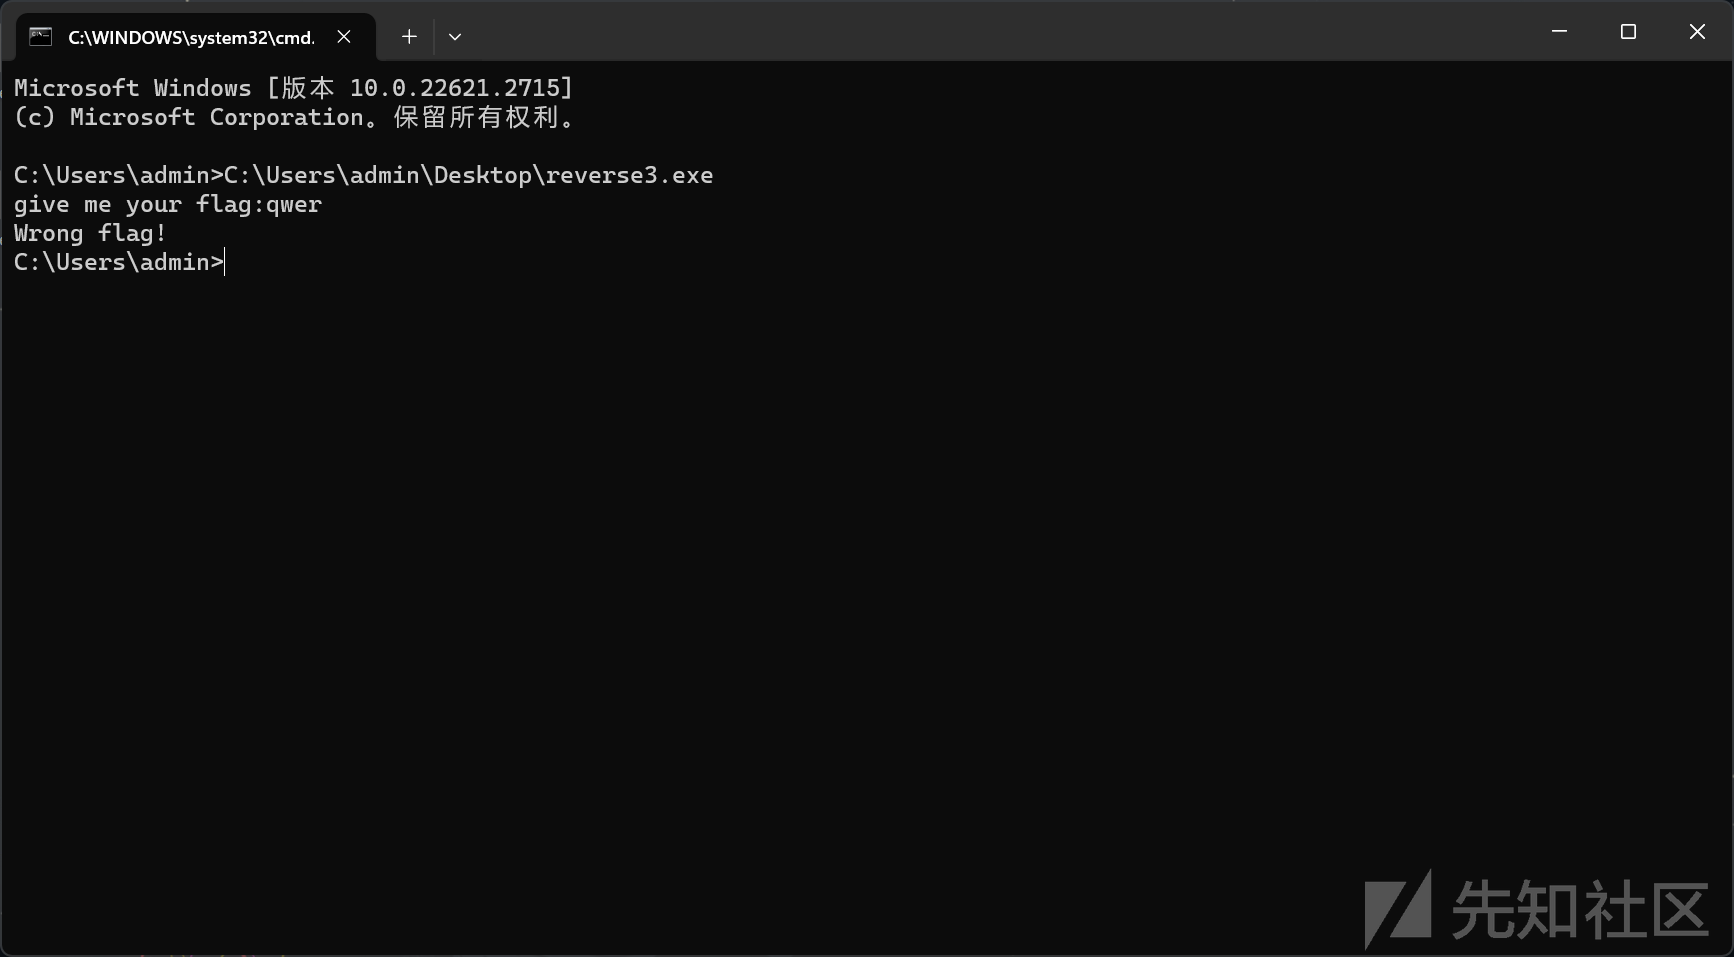 C:\WINDOWS\system32\cmd.
Microsoft Windows [版本 10.0.22621.2715]
(c) Microsoft Corporation。保留所有权利。
C:\Users\admin>C:\Users\admin\Desktop\reverse3.exe
give me your flag:qwer
Wrong flag!
C:\Users\admin>
先知社区